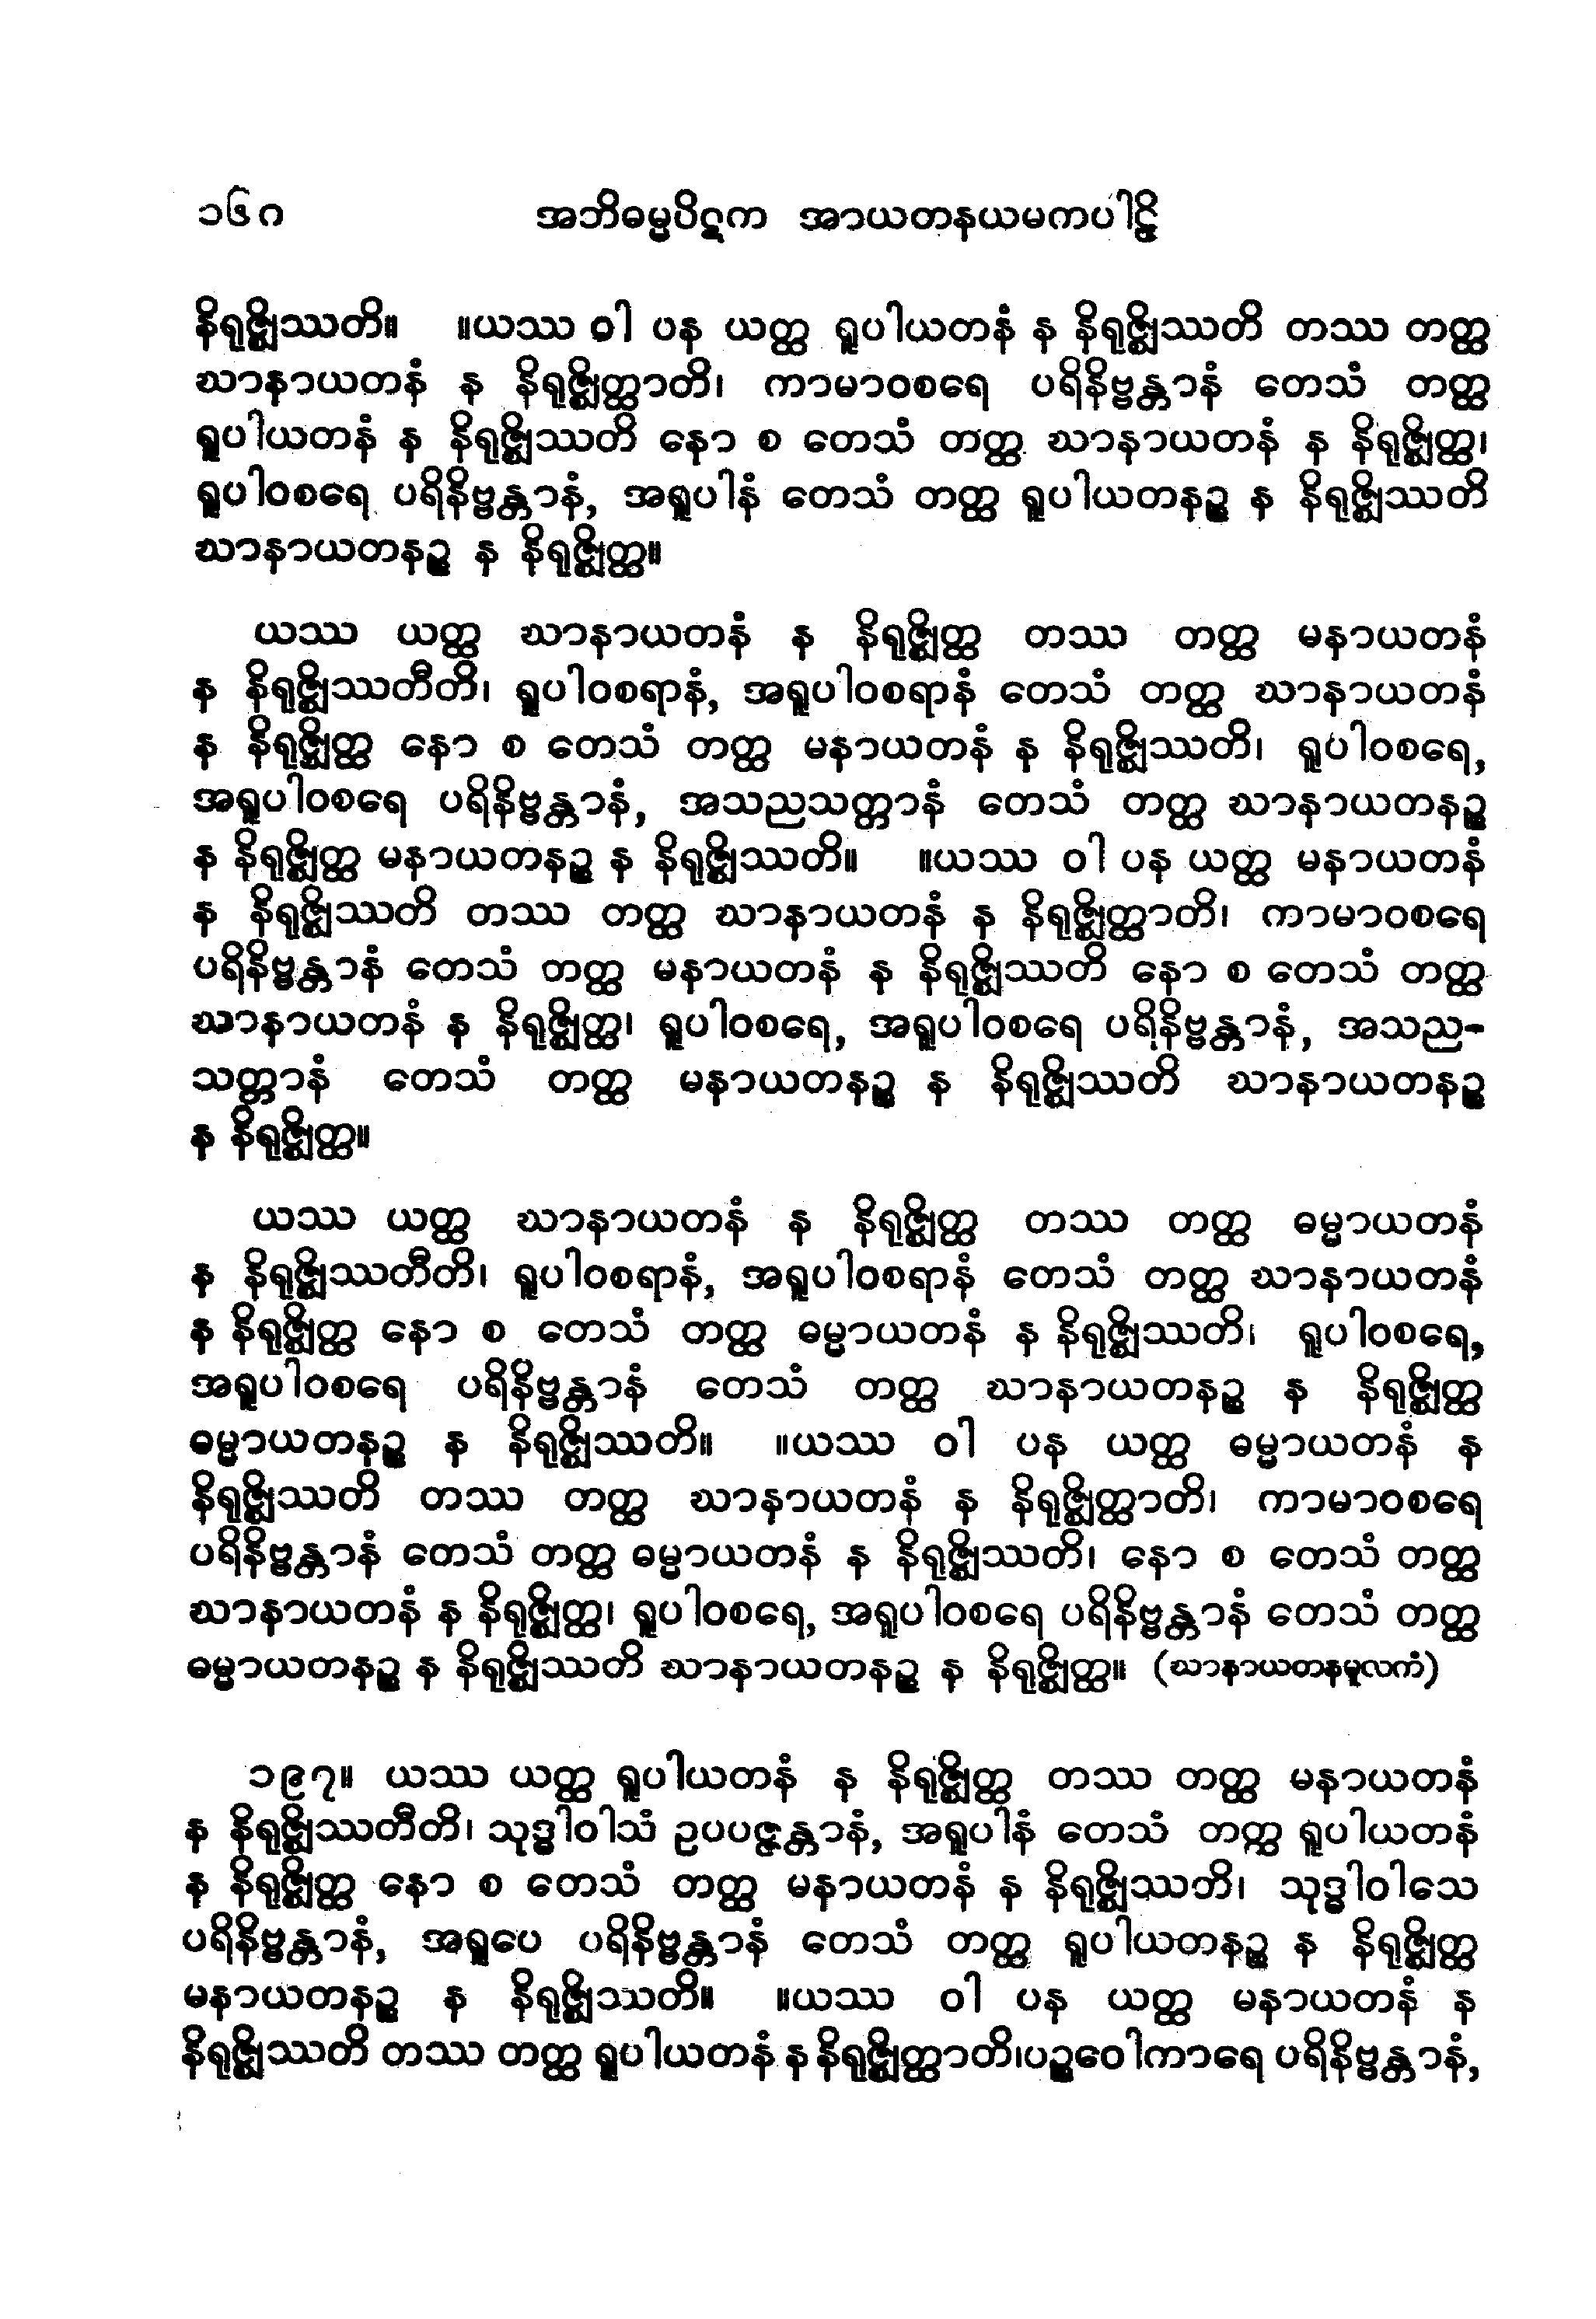 ၁၆၈ အဘိဓမ္မပိဋက အာယတနယမကပါဠိ
နိရုဇ္ဈိဿတိ။ ။ယဿ ဝါ ပန ယတ္ထ ရူပါယတနံ န နိရုဇ္ဈိဿတိ တဿ တတ္ထ
ဃာနာယတနံ န နိရုဇ္ဈိတ္ထာတိ၊ ကာမာဝစရေ ပရိနိဗ္ဗန္တာနံ တေသံ တတ္ထ
ရူပါယတနံ န နိရုဇ္ဈိဿတိ နော စ တေသံ တတ္ထ ဃာနာယတနံ န နိရုဇ္ဈိတ္ထ၊
ရူပါဝစရေ ပရိနိဗ္ဗန္တာနံ, အရူပါနံ တေသံ တတ္ထ ရူပါယတနဉ္စ န နိရုဇ္ဈိဿတိ
ဃာနာယတနဉ္စ န နိရုဇ္ဈိတ္ထ။
ယဿ ယတ္ထ ဃာနာယတနံ န နိရုဇ္ဈိတ္ထ တဿ တတ္ထ မနာယတနံ
န နိရုဇ္ဈိဿတီတိ၊ ရူပါဝစရာနံ, အရူပါဝစရာနံ တေသံ တတ္ထ ဃာနာယတနံ
န နိရုဇ္ဈိတ္ထ နော စ တေသံ တတ္ထ မနာယတနံ န နိရုဇ္ဈိဿတိ၊ ရူပါဝစရေ,
အရူပါဝစရေ ပရိနိဗ္ဗန္တာနံ, အသညသတ္တာနံ တေသံ တတ္ထ ဃာနာယတနဉ္စ
န နိရုဇ္ဈိတ္ထ မနာယတနဉ္စ န နိရုဇ္ဈိဿတိ။ ။ယဿ ဝါ ပန ယတ္ထ မနာယတနံ
န နိရုဇ္ဈိဿတိ တဿ တတ္ထ ဃာနာယတနံ န နိရုဇ္ဈိတ္ထာတိ၊ ကာမာဝစရေ
ပရိနိဗ္ဗန္တာနံ တေသံ တတ္ထ မနာယတနံ န နိရုဇ္ဈိဿတိ နော စ တေသံ တတ္ထ
ဃာနာယတနံ န နိရုဇ္ဈိတ္ထ၊ ရူပါဝစရေ, အရူပါဝစရေ ပရိနိဗ္ဗန္တာနံ, အသည-
သတ္တာနံ တေသံ တတ္ထ မနာယတနဉ္စ န နိရုဇ္ဈိဿတိ ဃာနာယတနဉ္စ
န နိရုဇ္ဈိတ္ထ။
ယဿ ယတ္ထ ဃာနာယတနံ န နိရုဇ္ဈိတ္ထ တဿ တတ္ထ ဓမ္မာယတနံ
န နိရုဇ္ဈိဿတီတိ၊ ရူပါဝစရာနံ, အရူပါဝစရာနံ တေသံ တတ္ထ ဃာနာယတနံ
န နိရုဇ္ဈိတ္ထ နော စ တေသံ တတ္ထ ဓမ္မာယတနံ န နိရုဇ္ဈိဿတိ၊ ရူပါဝစရေ,
အရူပါဝစရေ ပရိနိဗ္ဗန္တာနံ တေသံ တတ္ထ ဃာနာယတနဉ္စ န နိရုဇ္ဈိတ္ထ
ဓမ္မာယတနဉ္စ န နိရုဇ္ဈိဿတိ။ ။ယဿ ဝါ ပန ယတ္ထ ဓမ္မာယတနံ န
နိရုဇ္ဈိဿတိ တဿ တတ္ထ ဃာနာယတနံ န နိရုဇ္ဈိတ္ထာတိ၊ ကာမာဝစရေ
ပရိနိဗ္ဗန္တာနံ တေသံ တတ္ထ ဓမ္မာယတနံ န နိရုဇ္ဈိဿတိ၊ နော စ တေသံ တတ္ထ
ဃာနာယတနံ န နိရုဇ္ဈိတ္ထ၊ ရူပါဝစရေ, အရူပါဝစရေ ပရိနိဗ္ဗန္တာနံ တေသံ တတ္ထ
ဓမ္မာယတနဉ္စ န နိရုဇ္ဈိဿတိ ဃာနာယတနဉ္စ န နိရုဇ္ဈိတ္ထ။ (ဃာနာယတနမူလကံ)
၁၉၇။ ယဿ ယတ္ထ ရူပါယတနံ န နိရုဇ္ဈိတ္ထ တဿ တတ္ထ မနာယတနံ
န နိရုဇ္ဈိဿတီတိ၊ သုဒ္ဓါဝါသံ ဥပပဇ္ဇန္တာနံ, အရူပါနံ တေသံ တတ္ထ ရူပါယတနံ
န နိရုဇ္ဈိတ္ထ နော စ တေသံ တတ္ထ မနာယတနံ န နိရုဇ္ဈိဿတိ၊ သုဒ္ဓါဝါသေ
ပရိနိဗ္ဗန္တာနံ, အရူပေ ပရိနိဗ္ဗန္တာနံ တေသံ တတ္ထ ရူပါယတနဉ္စ န နိရုဇ္ဈိတ္ထ
မနာယတနဉ္စ န နိရုဇ္ဈိဿတိ။ ။ယဿ ဝါ ပန ယတ္ထ မနာယတနံ န
နိရုဇ္ဈိဿတိ တဿ တတ္ထ ရူပါယတနံ န နိရုဇ္ဈိတ္ထာတိ၊ပဉ္စဝေါကာရေ ပရိနိဗ္ဗန္တာနံ,